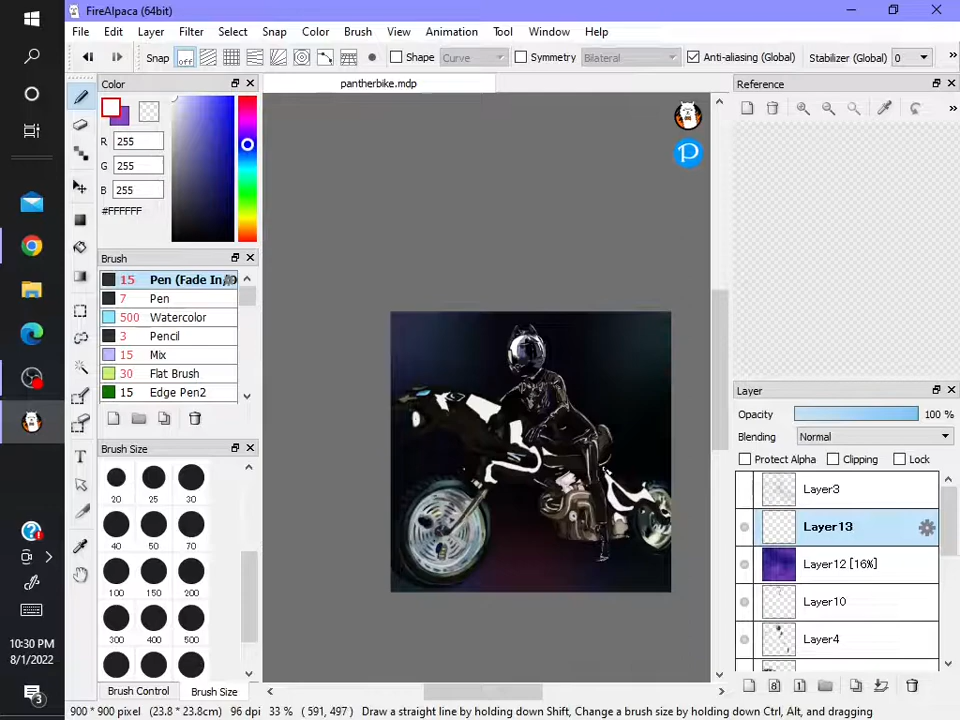 FireAlpaca (64bit)
File Edit Layer Filter Select Snap Color Brush View Animation Tool Window Help
Snap off Shape Curve Symmetry Bilateral Anti-aliasing (Global) Stabilizer (Global) 0
Color
pantherbike.mdp
Reference
R 255
G 255
B 255
#FFFFFF
Brush
15 Pen (Fade In/O
7 Pen
500 Watercolor
3 Pencil
15 Mix
30 Flat Brush
15 Edge Pen2
Brush Size
20 25 30
40 50 70
100 150 200
300 400 500
Brush Control Brush Size
Layer
Opacity 100 %
Blending Normal
Protect Alpha Clipping Lock
Layer3
Layer13
Layer12 [16%]
Layer10
Layer4
10:30 PM
8/1/2022
3
900 * 900 pixel (23.8 * 23.8cm) 96 dpi 33 % ( 591, 497 ) Draw a straight line by holding down Shift, Change a brush size by holding down Ctrl, Alt, and dragging